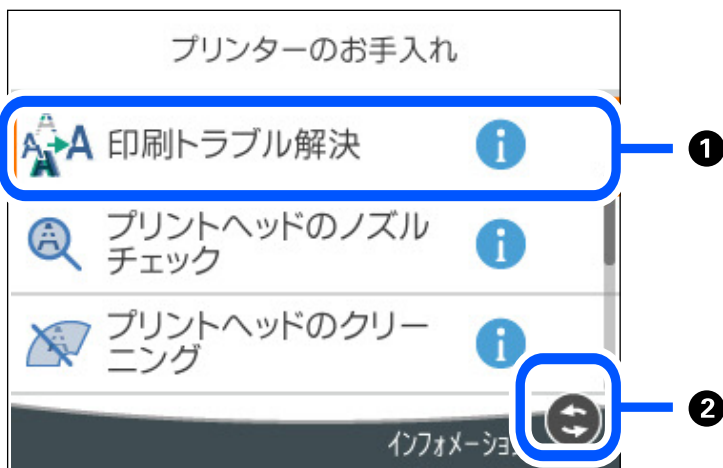 プリンターのお手入れ
印刷トラブル解決
❶
プリントヘッドのノズル
チェック
プリントヘッドのクリー
ニング
❷
インフォメーショ